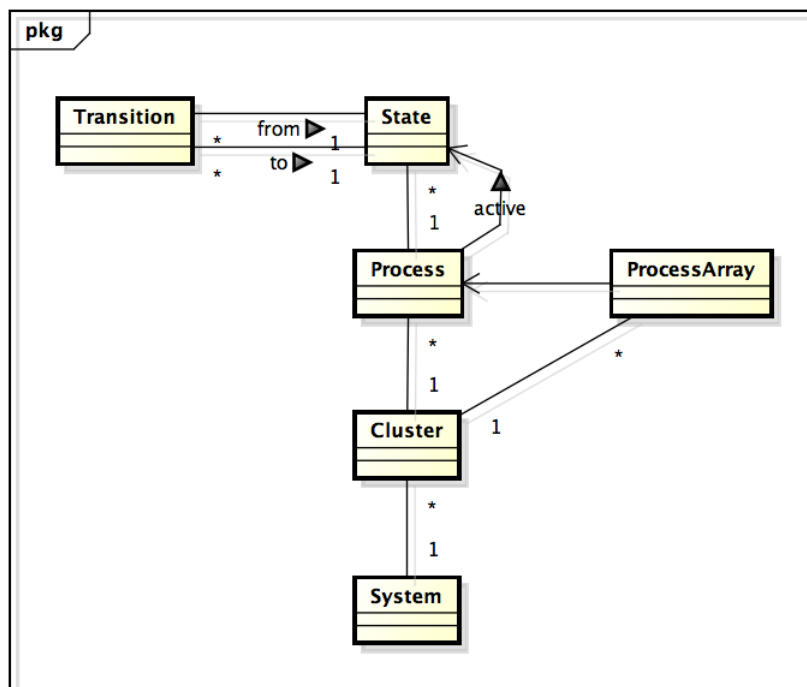 pkg
Transition
State
from
*
1
to
*
1
*
active
1
Process
ProcessArray
*
*
1
1
Cluster
*
1
System